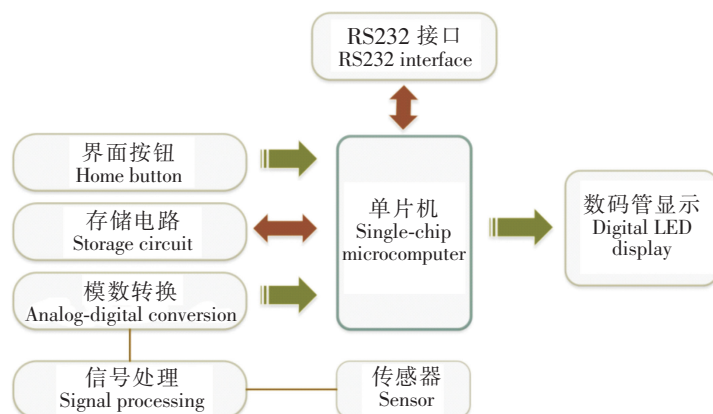 RS232 接口
RS232 interface
界面按钮
Home button
存储电路
Storage circuit
模数转换
Analog-digital conversion
信号处理
Signal processing
单片机
Single-chip
microcomputer
传感器
Sensor
数码管显示
Digital LED
display